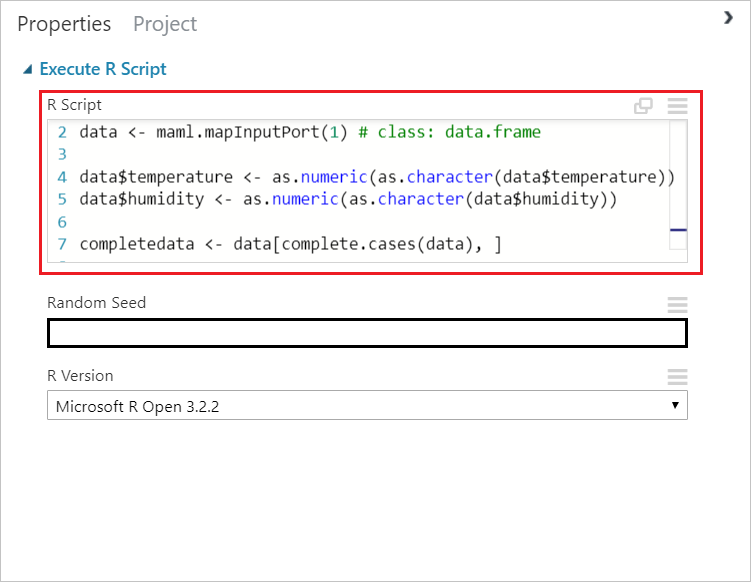 Properties Project
Execute R Script
R Script
2 data <- maml.mapInputPort(1) # class: data.frame
3
4 data$temperature <- as.numeric(as.character(data$temperature))
5 data$humidity <- as.numeric(as.character(data$humidity))
6
7 completedata <- data[complete.cases(data), ]
Random Seed
R Version
Microsoft R Open 3.2.2